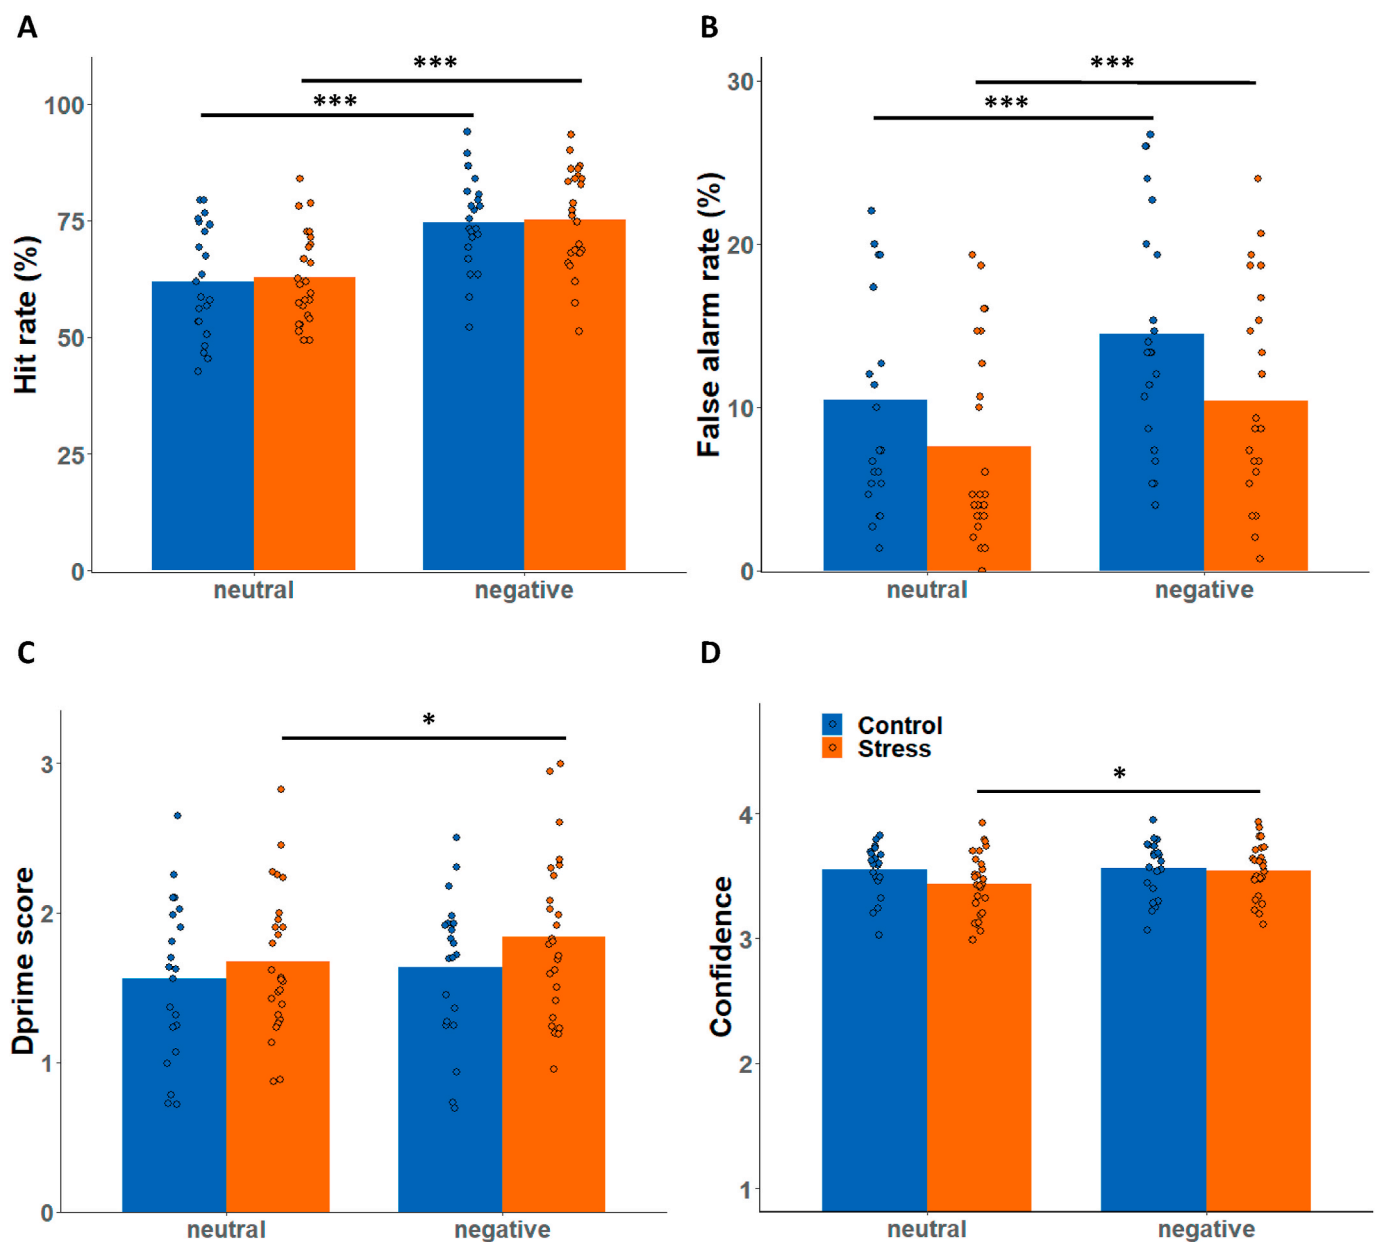 A
***
***
100
75
50
25
0
Hit rate (%)
neutral
negative
B
***
***
30
20
10
0
False alarm rate (%)
neutral
negative
C
*
3
2
1
0
Dprime score
neutral
negative
D
Control
Stress
*
4
3
2
1
Confidence
neutral
negative